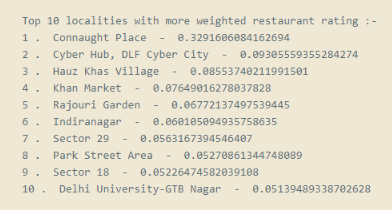 Top 10 localities with more weighted restaurant rating :-
1 .  Connaught Place  -  0.3291606084162694
2 .  Cyber Hub, DLF Cyber City  -  0.09305559355284274
3 .  Hauz Khas Village  -  0.08553740211991501
4 .  Khan Market  -  0.07649016278037828
5 .  Rajouri Garden  -  0.06772137497539445
6 .  Indiranagar  -  0.060105094935758635
7 .  Sector 29  -  0.0563167394546407
8 .  Park Street Area  -  0.05270861344748089
9 .  Sector 18  -  0.05226474582039108
10 .  Delhi University-GTB Nagar  -  0.05139489338702628